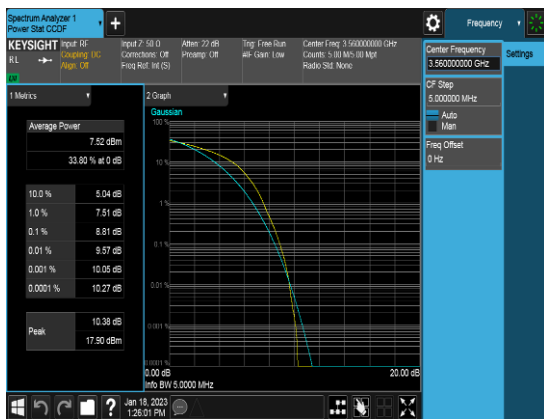 Spectrum Analyzer 1
Power Stat CCDF
Frequency
KEYSIGHT
Input: RF
Input Z: 50 Ω
Atten: 22 dB
Trig: Free Run
Center Freq: 3.560000000 GHz
RL
Coupling: DC
Corrections: Off
Preamp: Off
#IF Gain: Low
Counts: 5.00 M/5.00 Mpt
Align: Off
Freq Ref: Int (S)
Radio Std: None
Center Frequency
3.560000000 GHz
Settings
CF Step
5.000000 MHz
Auto
Man
Freq Offset
0 Hz
1 Metrics
Average Power
7.52 dBm
33.80 % at 0 dB
10.0 % 5.04 dB
1.0 % 7.51 dB
0.1 % 8.81 dB
0.01 % 9.57 dB
0.001 % 10.05 dB
0.0001 % 10.27 dB
Peak
10.38 dB
17.90 dBm
2 Graph
Gaussian
100 %
10 %
1 %
0.1 %
0.01 %
0.001 %
0.0001 %
0.00 dB
20.00 dB
Info BW 5.0000 MHz
?
Jan 18, 2023
1:26:01 PM